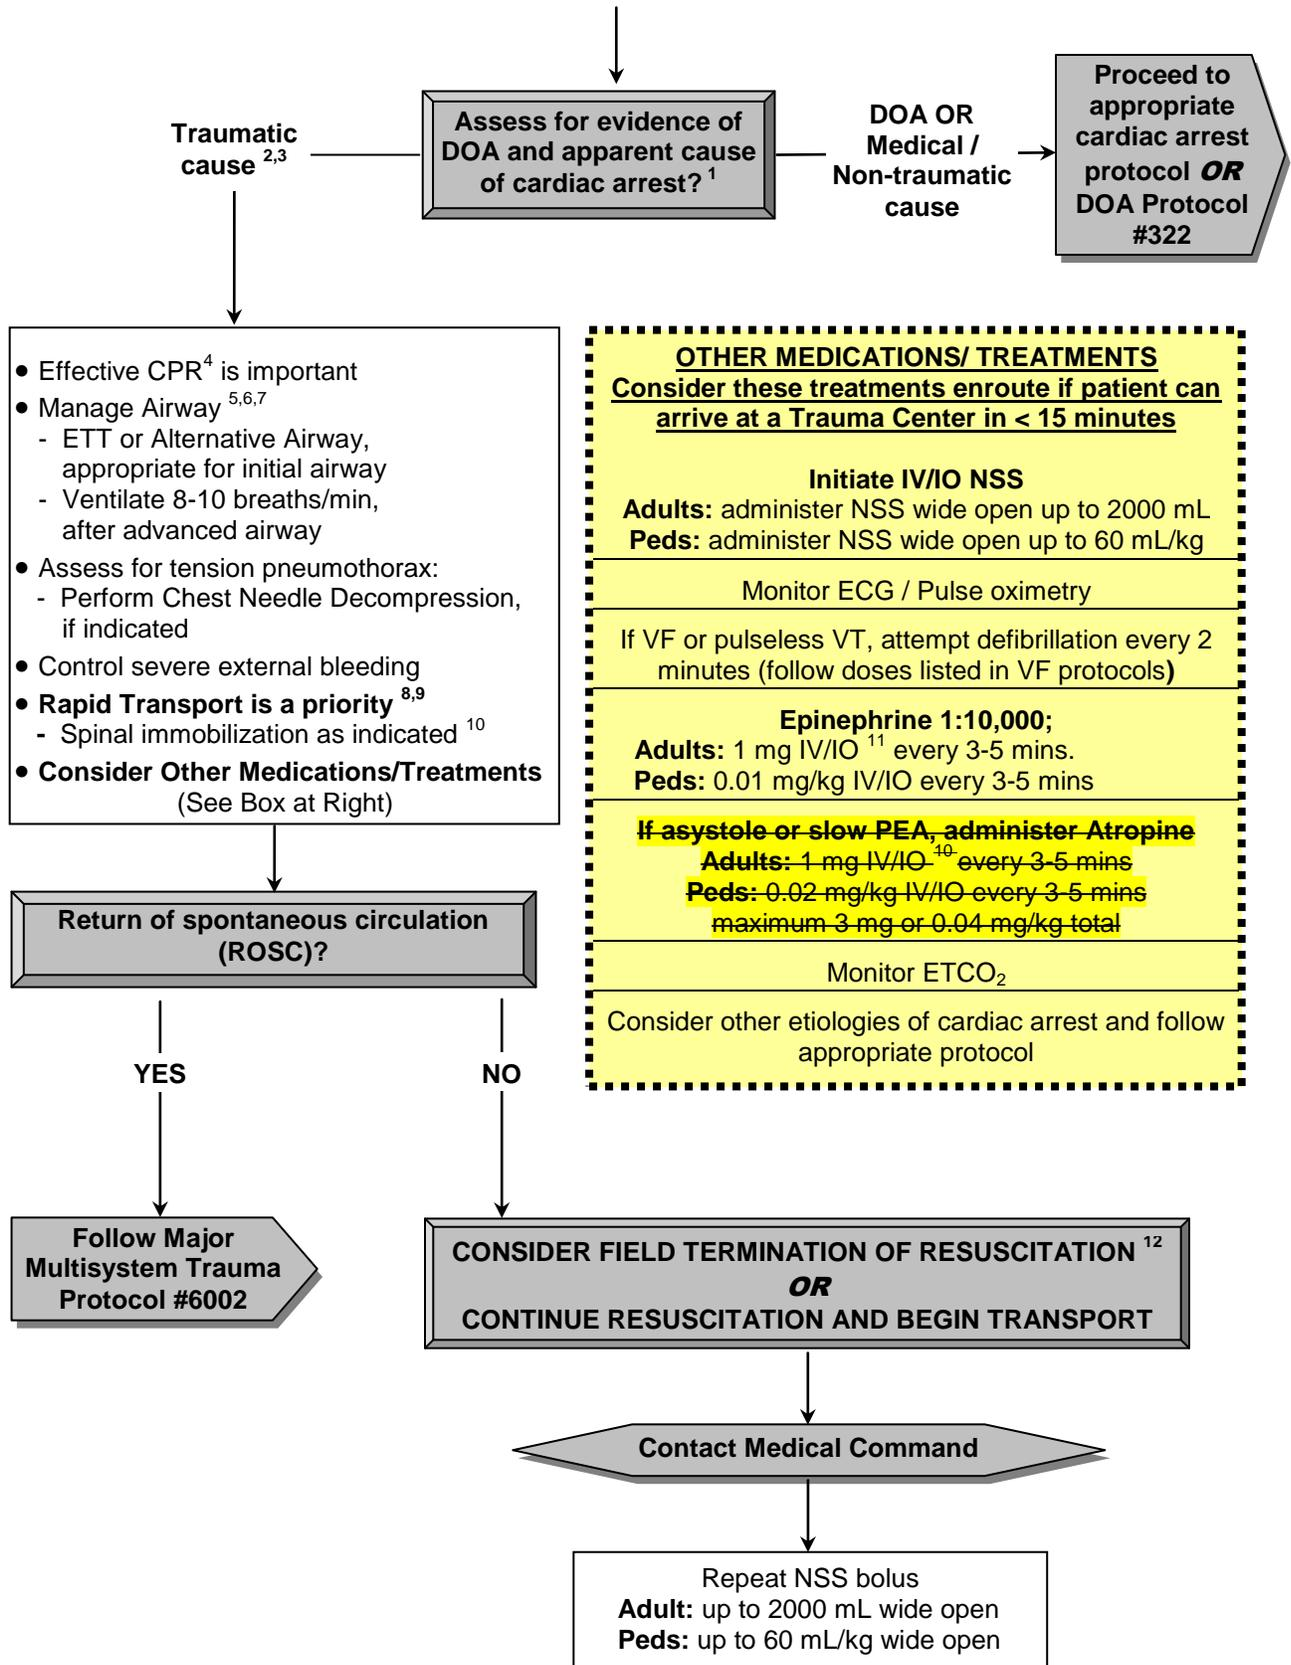 Assess for evidence of
DOA and apparent cause
of cardiac arrest? 1
Traumatic
cause 2,3
DOA OR
Medical /
Non-traumatic
cause
Proceed to
appropriate
cardiac arrest
protocol OR
DOA Protocol
#322
• Effective CPR4 is important
• Manage Airway 5,6,7
- ETT or Alternative Airway,
appropriate for initial airway
- Ventilate 8-10 breaths/min,
after advanced airway
• Assess for tension pneumothorax:
- Perform Chest Needle Decompression,
if indicated
• Control severe external bleeding
• Rapid Transport is a priority 8,9
- Spinal immobilization as indicated 10
• Consider Other Medications/Treatments
(See Box at Right)
OTHER MEDICATIONS/ TREATMENTS
Consider these treatments enroute if patient can
arrive at a Trauma Center in < 15 minutes
Initiate IV/IO NSS
Adults: administer NSS wide open up to 2000 mL
Peds: administer NSS wide open up to 60 mL/kg
Monitor ECG / Pulse oximetry
If VF or pulseless VT, attempt defibrillation every 2
minutes (follow doses listed in VF protocols)
Epinephrine 1:10,000;
Adults: 1 mg IV/IO 11 every 3-5 mins.
Peds: 0.01 mg/kg IV/IO every 3-5 mins
If asystole or slow PEA, administer Atropine
Adults: 1 mg IV/IO 10 every 3-5 mins
Peds: 0.02 mg/kg IV/IO every 3-5 mins
maximum 3 mg or 0.04 mg/kg total
Monitor ETCO2
Consider other etiologies of cardiac arrest and follow
appropriate protocol
Return of spontaneous circulation
(ROSC)?
YES
NO
Follow Major
Multisystem Trauma
Protocol #6002
CONSIDER FIELD TERMINATION OF RESUSCITATION 12
OR
CONTINUE RESUSCITATION AND BEGIN TRANSPORT
Contact Medical Command
Repeat NSS bolus
Adult: up to 2000 mL wide open
Peds: up to 60 mL/kg wide open